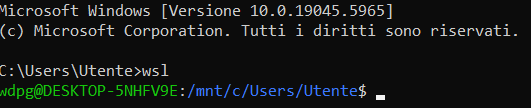 Microsoft Windows [Versione 10.0.19045.5965]
(c) Microsoft Corporation. Tutti i diritti sono riservati.
C:\Users\Utente>wsl
wdpg@DESKTOP-5NHFV9E:/mnt/c/Users/Utente$